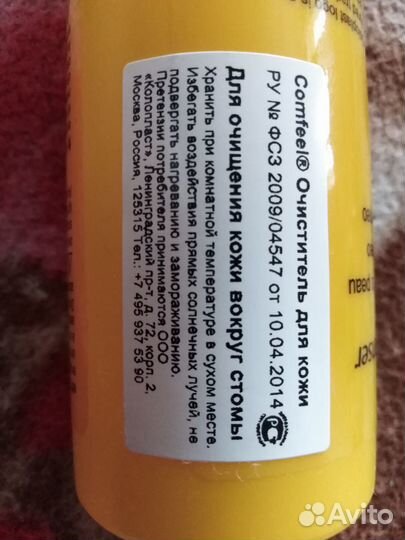 Comfeel® Очиститель для кожи
РУ № ФСЗ 2009/04547 от 10.04.2014
Для очищения кожи вокруг стомы
Хранить при комнатной температуре в сухом месте.
Избегать воздействия прямых солнечных лучей, не
подвергать нагреванию и замораживанию.
Претензии потребителя принимаются ООО
«Колопласт», Ленинградский пр-т, д. 72, корп. 2,
Москва, Россия, 125315 Тел.: +7 495 937 53 90
peau
Avito